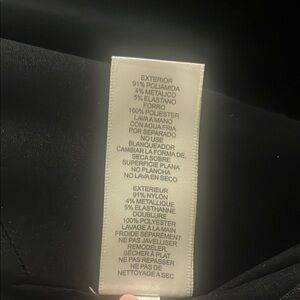 EXTERIOR
91% POLIAMIDA
4% METALICO
5% ELASTANO
FORRO
100% POLIESTER
LAVA A MANO
CON AGUA FRIA
POR SEPARADO
NO USE
BLANQUEADOR
CAMBIAR LA FORMA DE,
SECA SOBRE
SUPERFICIE PLANA
NO PLANCHA
NO LAVA EN SECO
EXTERIEUR
91% NYLON
4% METALLIQUE
5% ELASTHANNE
DOUBLURE
100% POLYESTER
LAVAGE À LA MAIN
FROIDE SÉPARÉMENT
NE PAS JAVELLISER
REMODELER,
SÉCHER À PLAT
NE PAS REPASSER
NE PAS DE
NETTOYAGE A SEC